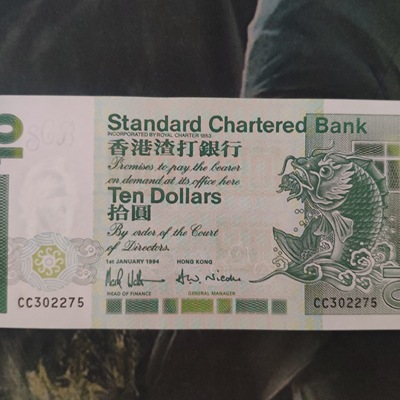 Standard Chartered Bank
INCORPORATED BY ROYAL CHARTER 1853
香港渣打銀行
Promises to pay the bearer
on demand at its office here
Ten Dollars
拾圓
By order of the Court
of Directors.
1st JANUARY 1994 HONG KONG
HEAD OF FINANCE GENERAL MANAGER
CC302275 CC302275